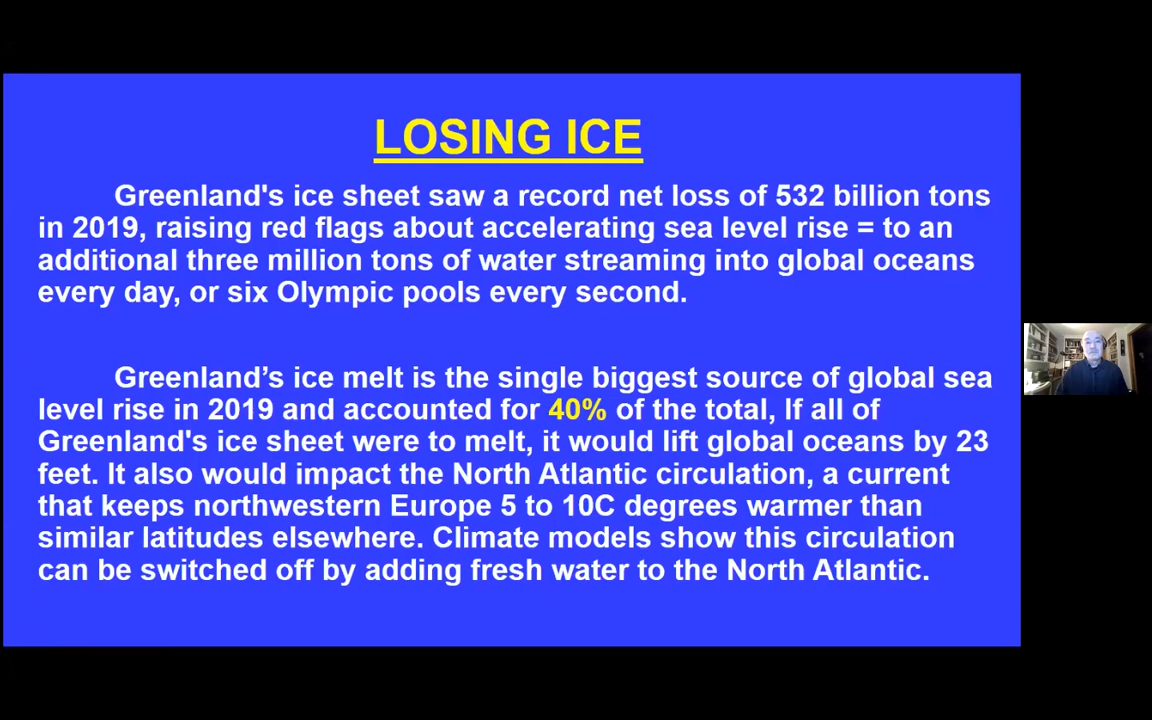 LOSING ICE
Greenland's ice sheet saw a record net loss of 532 billion tons
in 2019, raising red flags about accelerating sea level rise = to an
additional three million tons of water streaming into global oceans
every day, or six Olympic pools every second.
Greenland’s ice melt is the single biggest source of global sea
level rise in 2019 and accounted for 40% of the total, If all of
Greenland's ice sheet were to melt, it would lift global oceans by 23
feet. It also would impact the North Atlantic circulation, a current
that keeps northwestern Europe 5 to 10C degrees warmer than
similar latitudes elsewhere. Climate models show this circulation
can be switched off by adding fresh water to the North Atlantic.